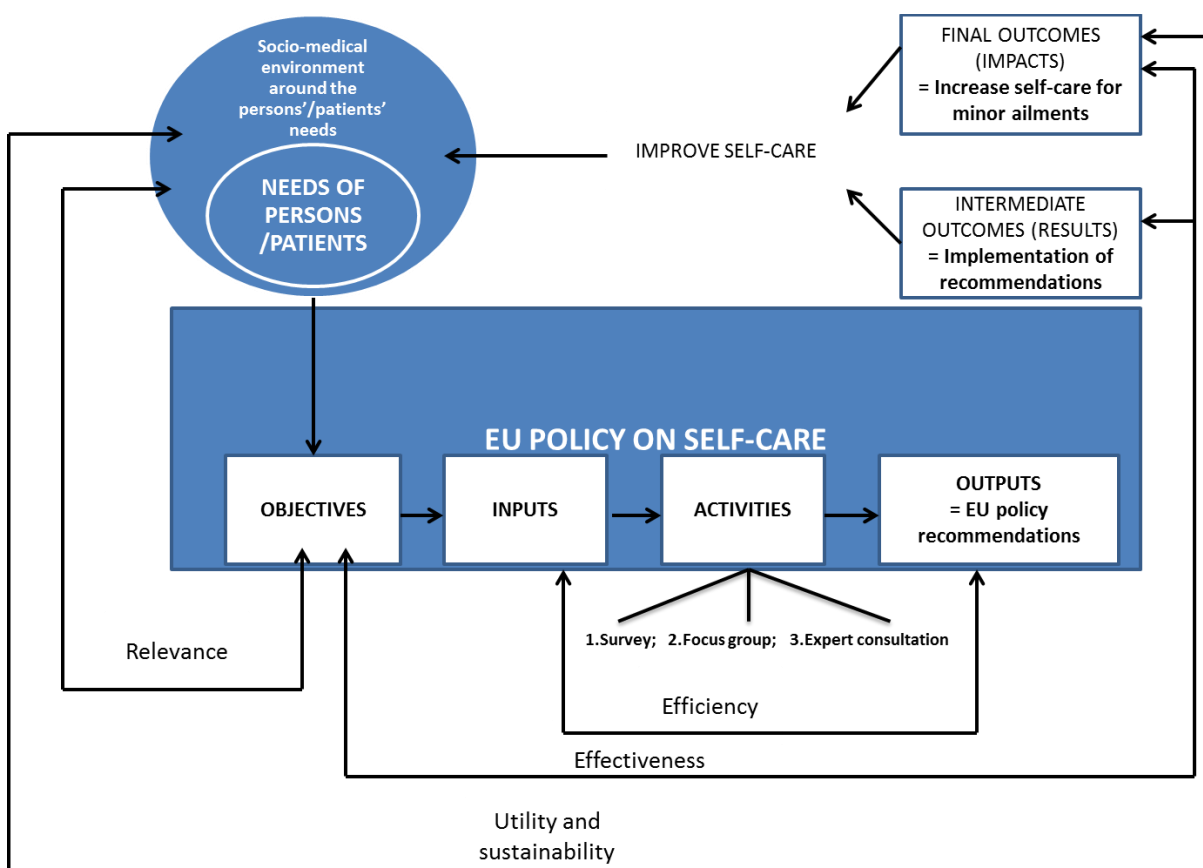 Socio-medical
environment
around the
persons’/patients’
needs
NEEDS OF
PERSONS
/PATIENTS
IMPROVE SELF-CARE
FINAL OUTCOMES
(IMPACTS)
= Increase self-care for
minor ailments
INTERMEDIATE
OUTCOMES (RESULTS)
= Implementation of
recommendations
EU POLICY ON SELF-CARE
OBJECTIVES
INPUTS
ACTIVITIES
OUTPUTS
= EU policy
recommendations
1.Survey; 2.Focus group; 3.Expert consultation
Relevance
Efficiency
Effectiveness
Utility and
sustainability